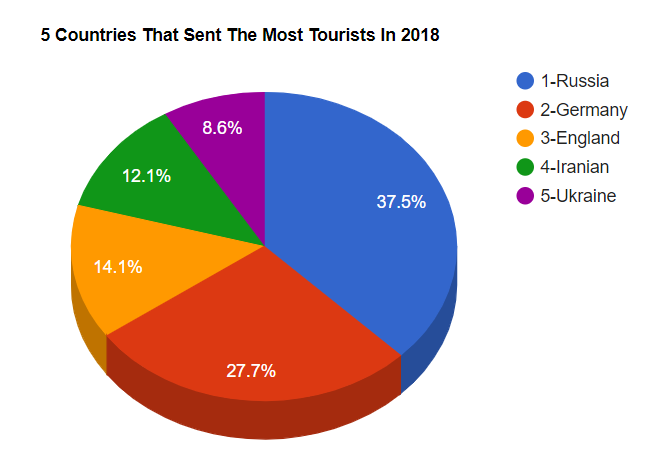 5 Countries That Sent The Most Tourists In 2018
1-Russia
2-Germany
3-England
4-Iranian
5-Ukraine
8.6%
12.1%
37.5%
14.1%
27.7%